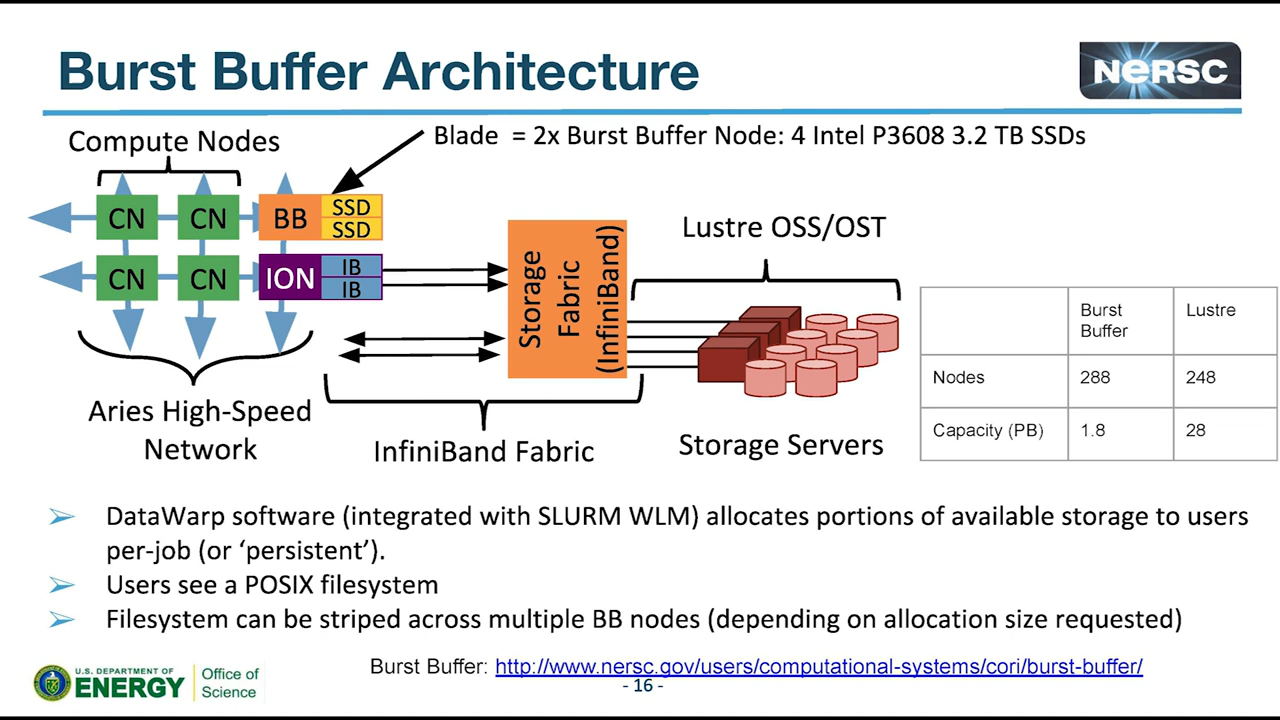 Burst Buffer Architecture
NERSC
Compute Nodes
Blade = 2x Burst Buffer Node: 4 Intel P3608 3.2 TB SSDs
CN CN BB SSD
SSD
CN CN ION IB
IB
Storage
Fabric
(InfiniBand)
Lustre OSS/OST
Aries High-Speed
Network
InfiniBand Fabric
Storage Servers
Burst
Buffer
Lustre
Nodes 288 248
Capacity (PB) 1.8 28
➢ DataWarp software (integrated with SLURM WLM) allocates portions of available storage to users
per-job (or ‘persistent’).
➢ Users see a POSIX filesystem
➢ Filesystem can be striped across multiple BB nodes (depending on allocation size requested)
Burst Buffer: http://www.nersc.gov/users/computational-systems/cori/burst-buffer/
- 16 -
U.S. DEPARTMENT OF
ENERGY
Office of
Science